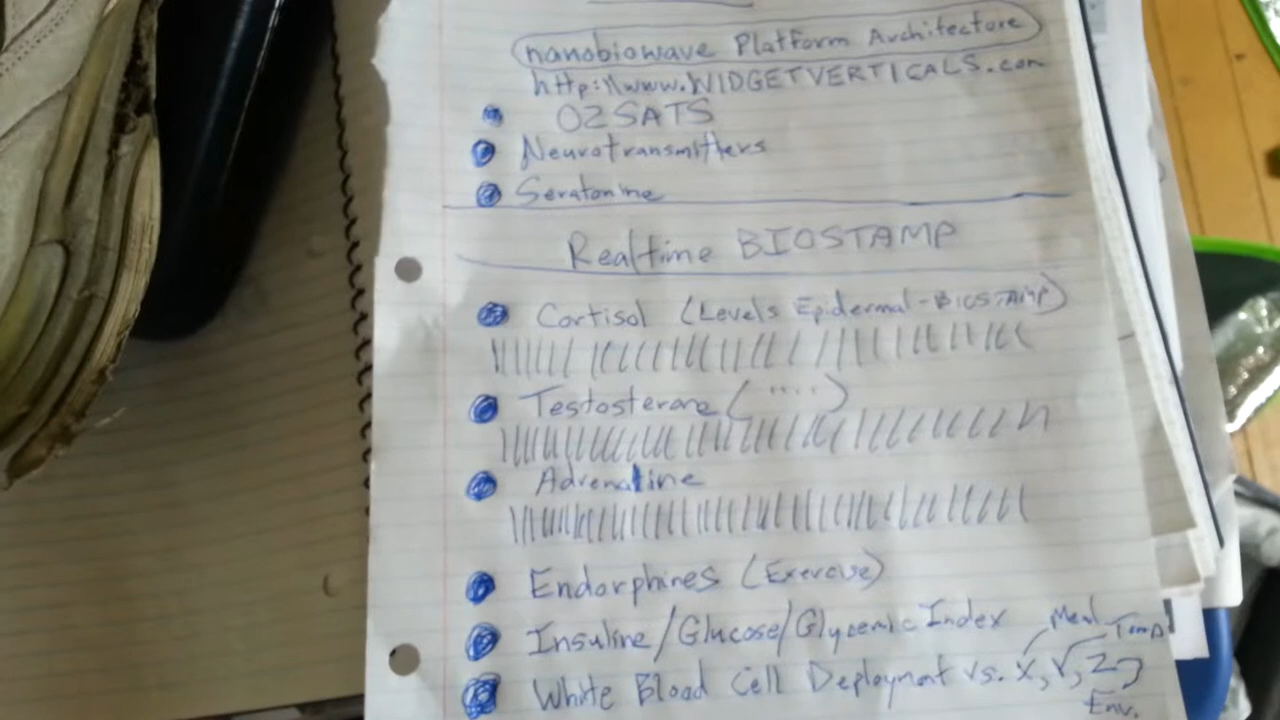 nanobiowave Platform Architecture
http:\\www.WIDGETVERTICALS.com
O2SATS
Neurotransmitters
Seratonine
Realtime BIOSTAMP
Cortisol (Levels Epidermal-BIOSTAMP)
Testosterone (.....)
Adrenaline
Endorphines (Exercise)
Insuline/Glucose/Glycemic Index
Meal Temp
White Blood Cell Deployment vs. X, Y, Z
Env.